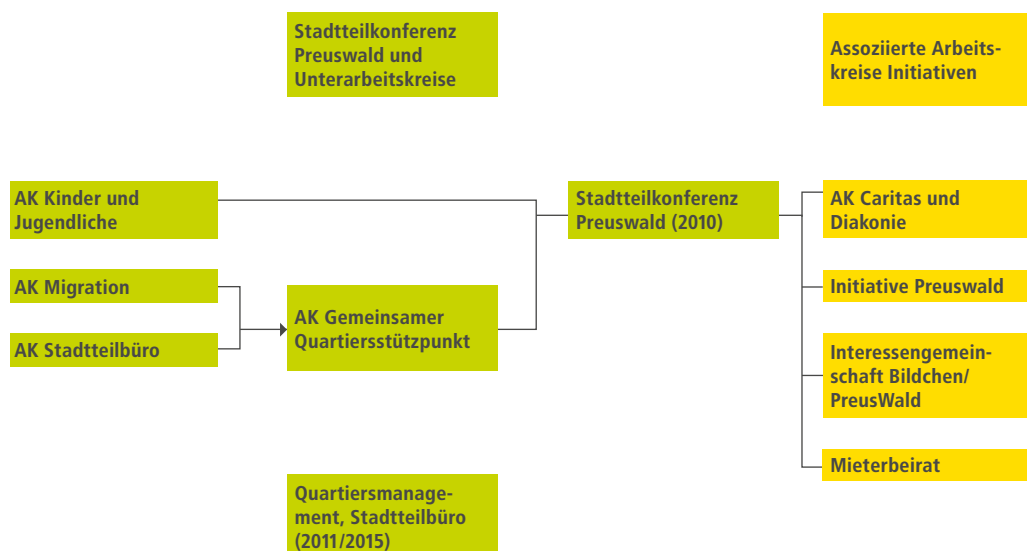 Stadtteilkonferenz
Preuswald und
Unterarbeitskreise
Assoziierte Arbeits-
kreise Initiativen
AK Kinder und
Jugendliche
Stadtteilkonferenz
Preuswald (2010)
AK Caritas und
Diakonie
AK Migration
AK Gemeinsamer
Quartiersstützpunkt
Initiative Preuswald
AK Stadtteilbüro
Interessengemein-
schaft Bildchen/
PreusWald
Mieterbeirat
Quartiersmanage-
ment, Stadtteilbüro
(2011/2015)